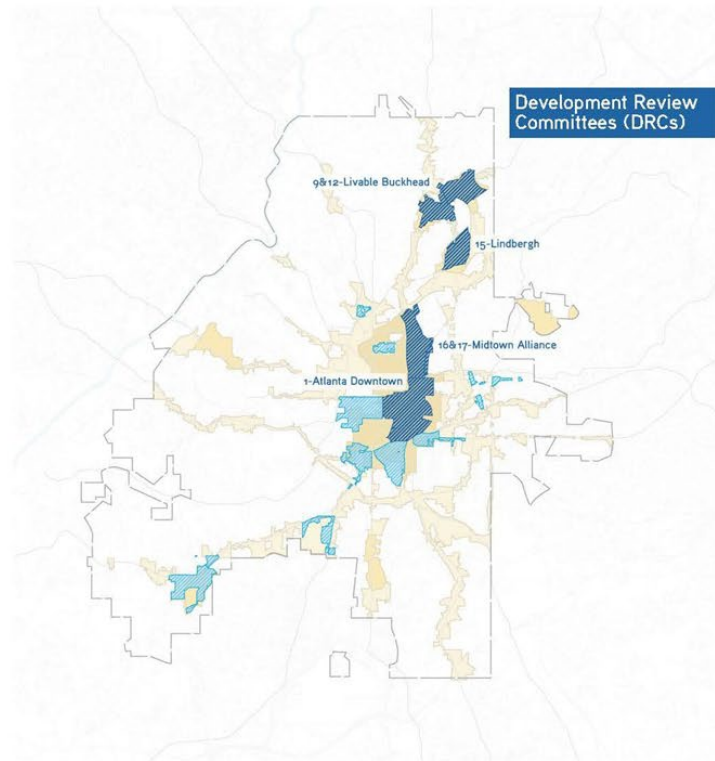 Development Review
Committees (DRCs)
9&12-Livable Buckhead
15-Lindbergh
16&17-Midtown Alliance
1-Atlanta Downtown